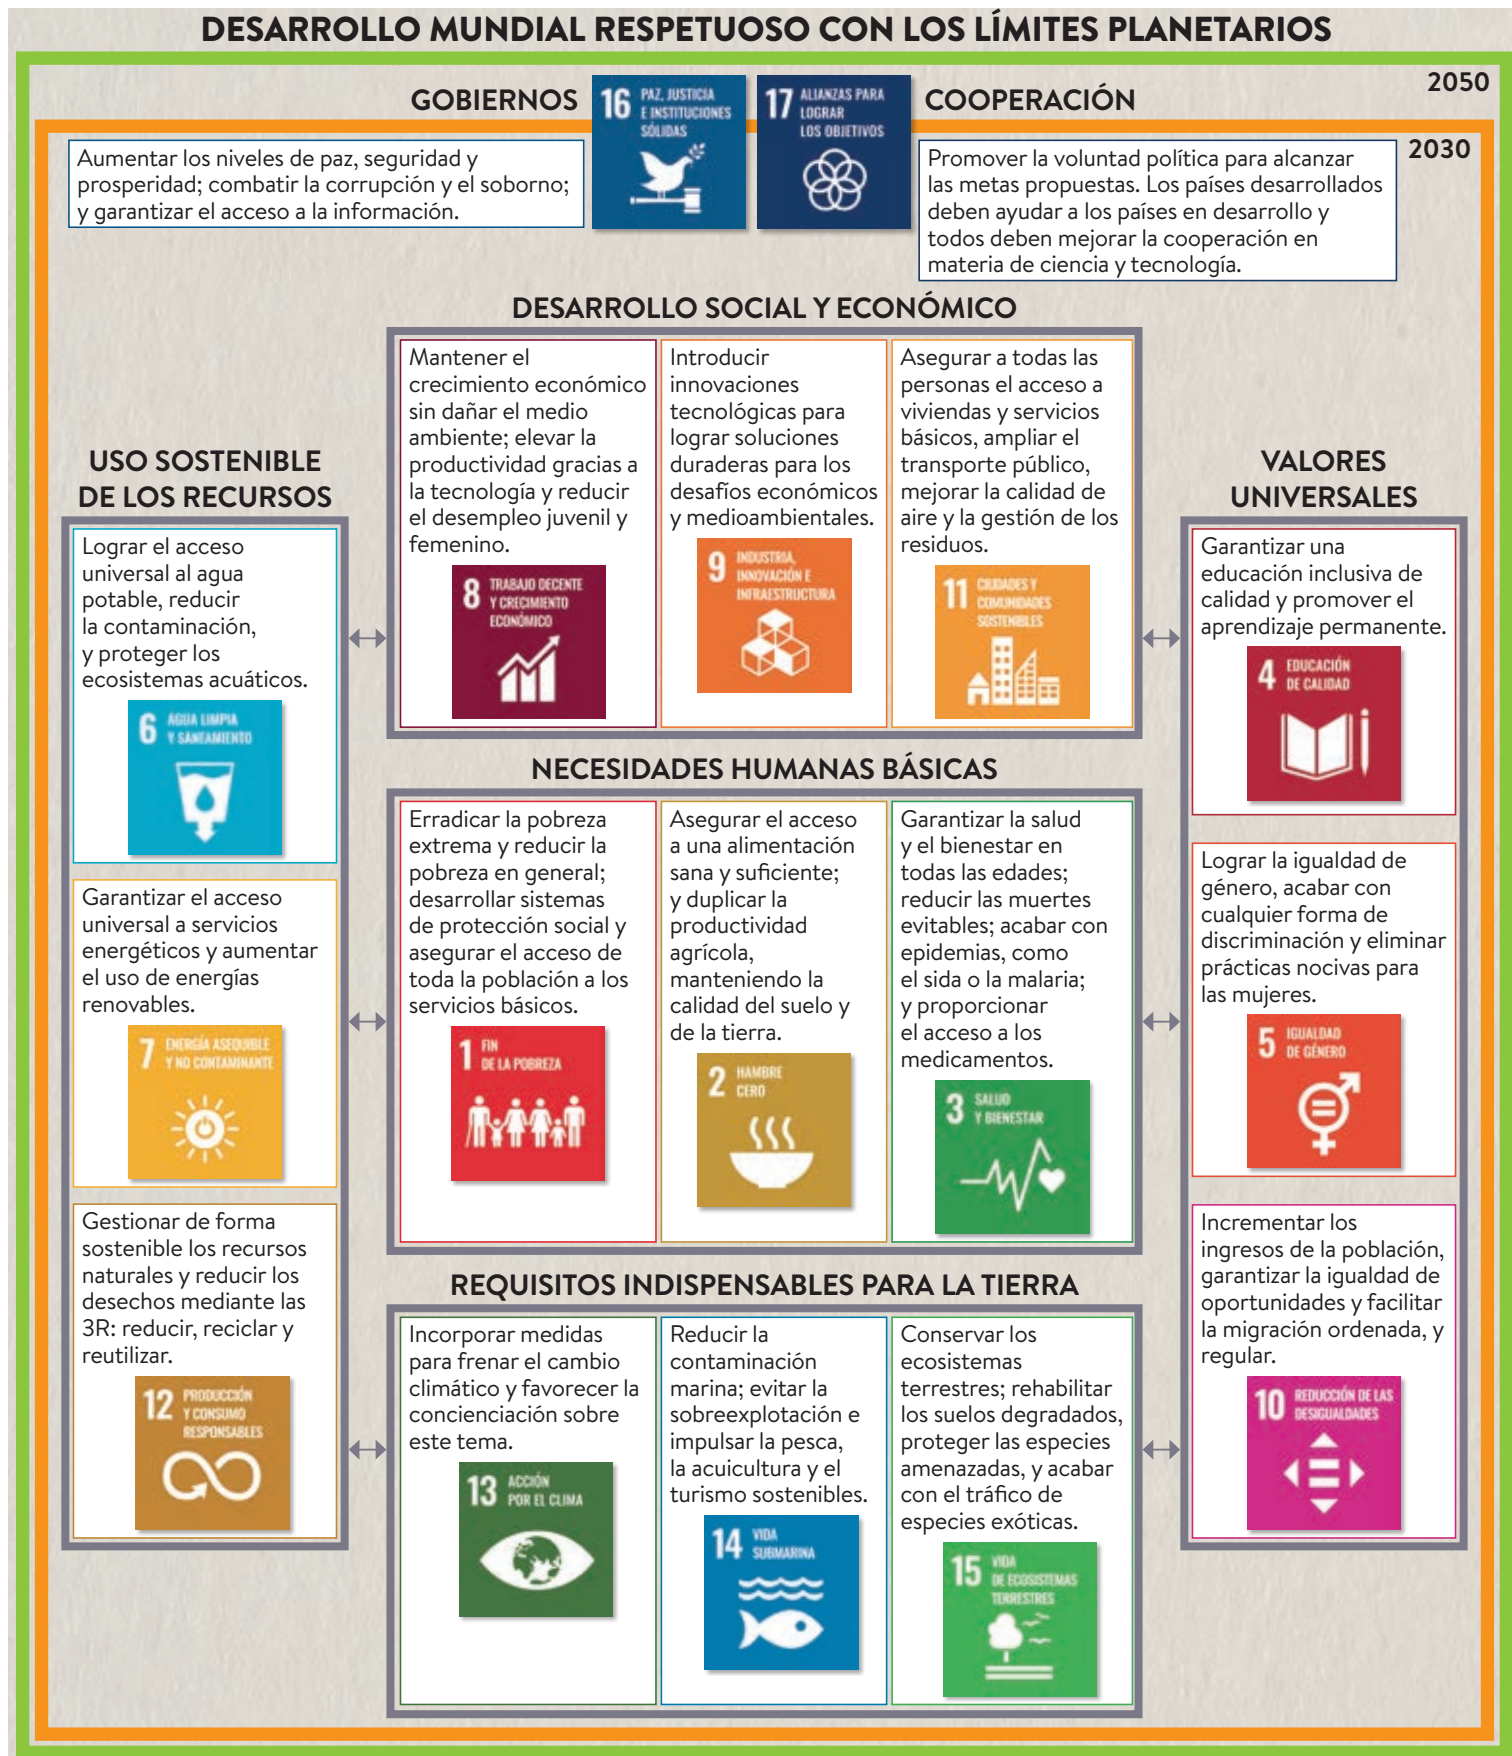 DESARROLLO MUNDIAL RESPETUOSO CON LOS LÍMITES PLANETARIOS
2050
GOBIERNOS
16 PAZ, JUSTICIA
E INSTITUCIONES
SÓLIDAS
17 ALIANZAS PARA
LOGRAR
LOS OBJETIVOS
COOPERACIÓN
2030
Aumentar los niveles de paz, seguridad y
prosperidad; combatir la corrupción y el soborno;
y garantizar el acceso a la información.
Promover la voluntad política para alcanzar
las metas propuestas. Los países desarrollados
deben ayudar a los países en desarrollo y
todos deben mejorar la cooperación en
materia de ciencia y tecnología.
DESARROLLO SOCIAL Y ECONÓMICO
Mantener el
crecimiento económico
sin dañar el medio
ambiente; elevar la
productividad gracias a
la tecnología y reducir
el desempleo juvenil y
femenino.
8 TRABAJO DECENTE
Y CRECIMIENTO
ECONÓMICO
Introducir
innovaciones
tecnológicas para
lograr soluciones
duraderas para los
desafíos económicos
y medioambientales.
9 INDUSTRIA,
INNOVACIÓN E
INFRAESTRUCTURA
Asegurar a todas las
personas el acceso a
viviendas y servicios
básicos, ampliar el
transporte público,
mejorar la calidad de
aire y la gestión de los
residuos.
11 CIUDADES Y
COMUNIDADES
SOSTENIBLES
USO SOSTENIBLE
DE LOS RECURSOS
Lograr el acceso
universal al agua
potable, reducir
la contaminación,
y proteger los
ecosistemas acuáticos.
6 AGUA LIMPIA
Y SANEAMIENTO
Garantizar el acceso
universal a servicios
energéticos y aumentar
el uso de energías
renovables.
7 ENERGÍA ASEQUIBLE
Y NO CONTAMINANTE
Gestionar de forma
sostenible los recursos
naturales y reducir los
desechos mediante las
3R: reducir, reciclar y
reutilizar.
12 PRODUCCIÓN
Y CONSUMO
RESPONSABLES
NECESIDADES HUMANAS BÁSICAS
Erradicar la pobreza
extrema y reducir la
pobreza en general;
desarrollar sistemas
de protección social y
asegurar el acceso de
toda la población a los
servicios básicos.
1 FIN
DE LA POBREZA
Asegurar el acceso
a una alimentación
sana y suficiente;
y duplicar la
productividad
agrícola,
manteniendo la
calidad del suelo y
de la tierra.
2 HAMBRE
CERO
Garantizar la salud
y el bienestar en
todas las edades;
reducir las muertes
evitables; acabar con
epidemias, como
el sida o la malaria;
y proporcionar
el acceso a los
medicamentos.
3 SALUD
Y BIENESTAR
REQUISITOS INDISPENSABLES PARA LA TIERRA
Incorporar medidas
para frenar el cambio
climático y favorecer la
concienciación sobre
este tema.
13 ACCIÓN
POR EL CLIMA
Reducir la
contaminación
marina; evitar la
sobreexplotación e
impulsar la pesca,
la acuicultura y el
turismo sostenibles.
14 VIDA
SUBMARINA
Conservar los
ecosistemas
terrestres; rehabilitar
los suelos degradados,
proteger las especies
amenazadas, y acabar
con el tráfico de
especies exóticas.
15 VIDA
DE ECOSISTEMAS
TERRESTRES
VALORES
UNIVERSALES
Garantizar una
educación inclusiva de
calidad y promover el
aprendizaje permanente.
4 EDUCACIÓN
DE CALIDAD
Lograr la igualdad de
género, acabar con
cualquier forma de
discriminación y eliminar
prácticas nocivas para
las mujeres.
5 IGUALDAD
DE GÉNERO
Incrementar los
ingresos de la población,
garantizar la igualdad de
oportunidades y facilitar
la migración ordenada, y
regular.
10 REDUCCIÓN DE LAS
DESIGUALDADES